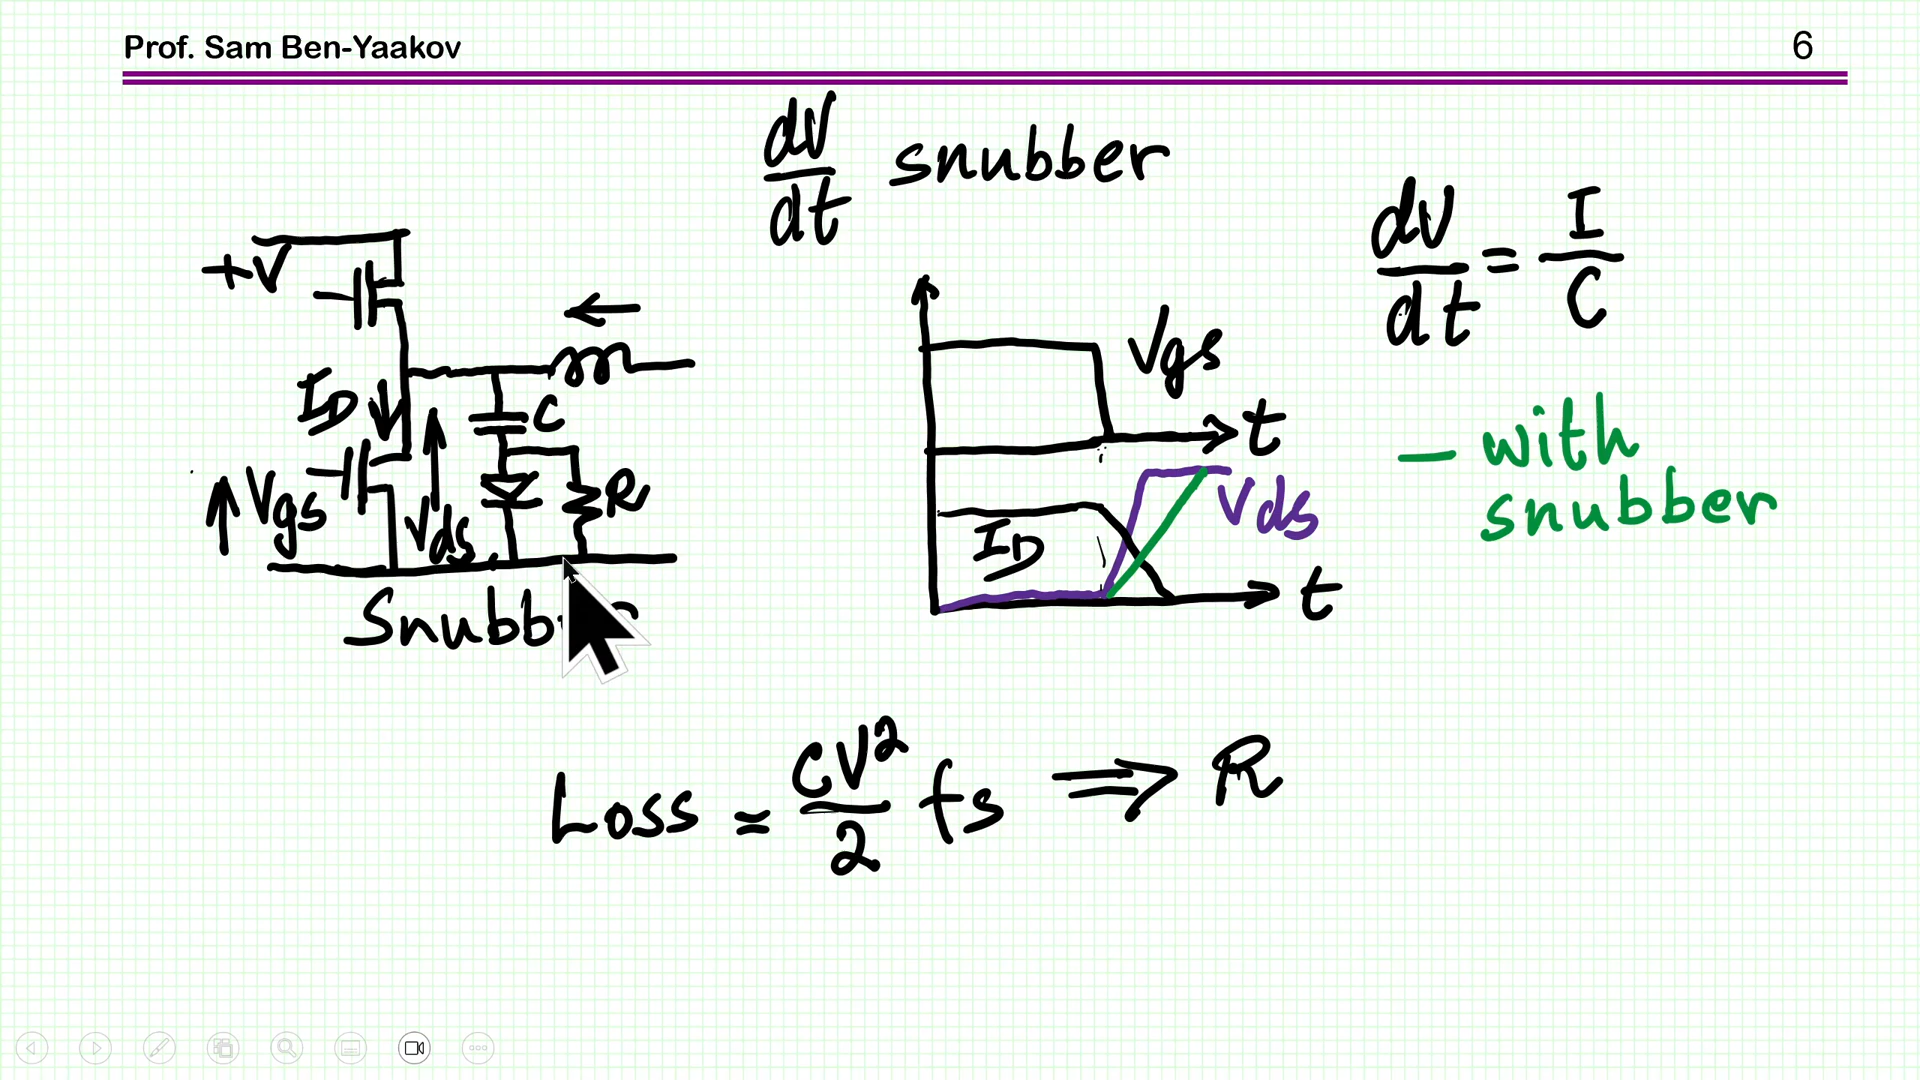 Prof. Sam Ben-Yaakov
6
dV/dt snubber
dV/dt = I/C
+V
ID
C
R
Vgs
Vds
Vgs
t
ID
Vds
t
— with
snubber
Loss ≈ CV²/2 fs ⇒ R